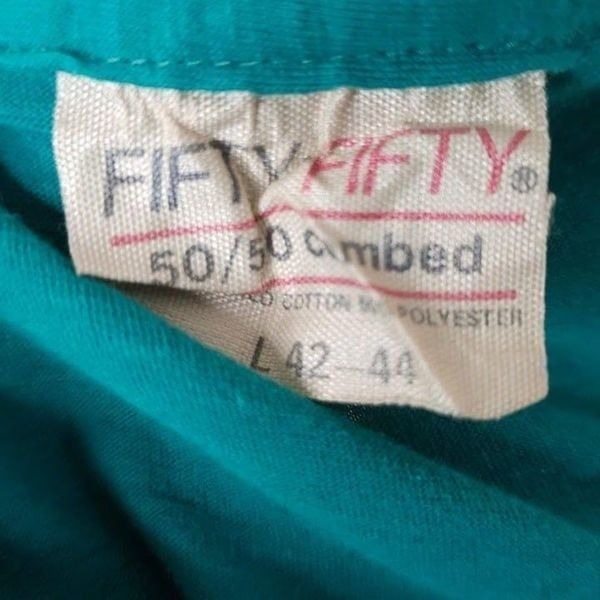 FIFTY-FIFTY®
50/50 combed
COTTON POLYESTER
L 42-44